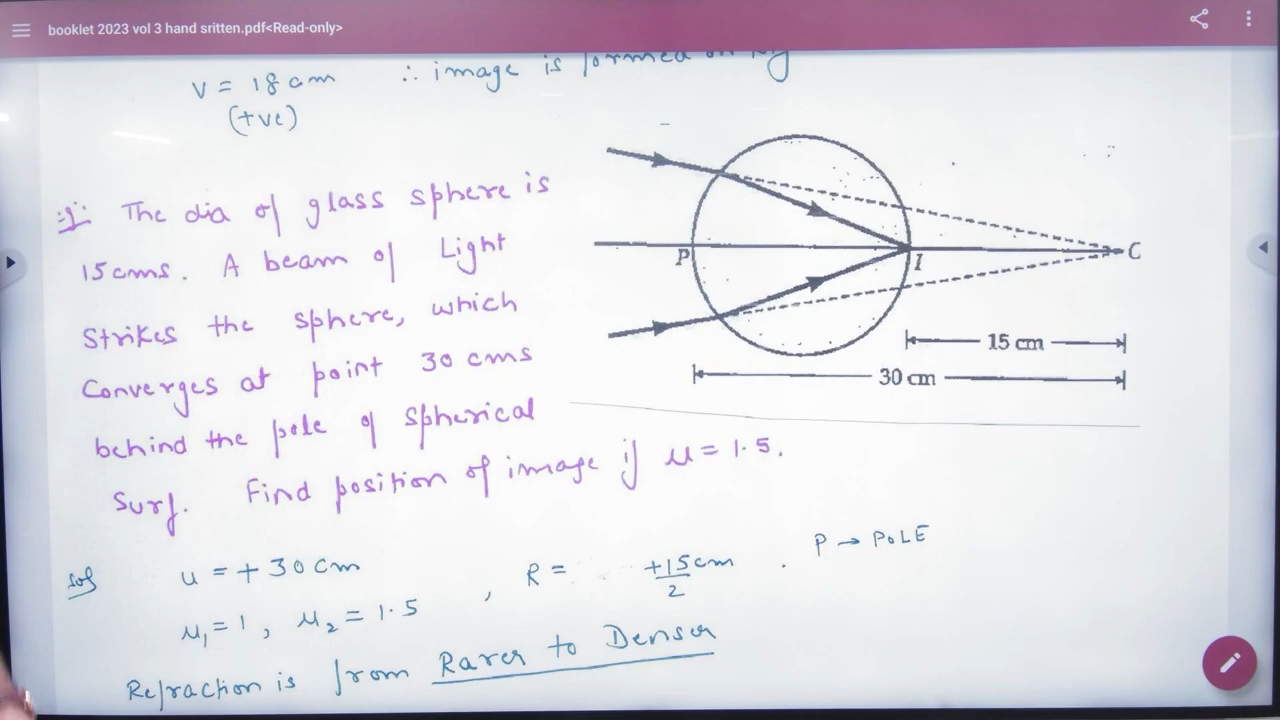 booklet 2023 vol 3 hand sritten.pdf<Read-only>
v = 18 cm ∴ image is formed on
(+ve)
The dia of glass sphere is
15 cms. A beam of Light
Strikes the sphere, which
Converges at point 30 cms
behind the pole of spherical
Surf. Find position of image if μ = 1.5.
P
I
C
15 cm
30 cm
Sol u = +30 cm , R = +15 cm/2 . P → POLE
μ₁ = 1 , μ₂ = 1.5
Refraction is from Rarer to Denser